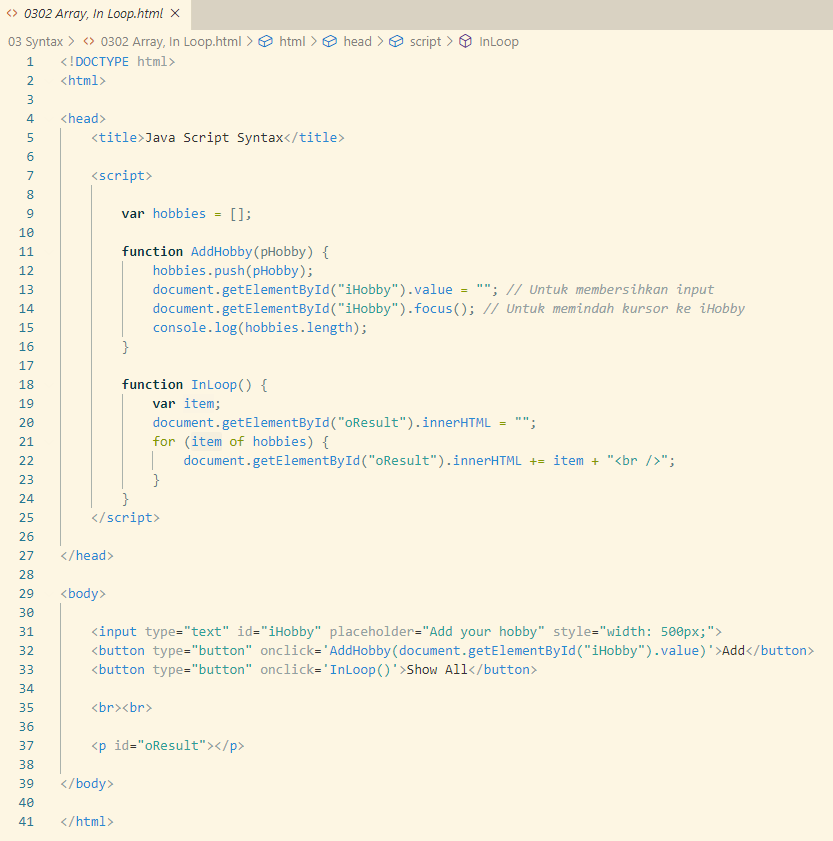 0302 Array, In Loop.html
03 Syntax > 0302 Array, In Loop.html > html > head > script > InLoop
1 <!DOCTYPE html>
2 <html>
3
4 <head>
5 <title>Java Script Syntax</title>
6
7 <script>
8
9 var hobbies = [];
10
11 function AddHobby(pHobby) {
12 hobbies.push(pHobby);
13 document.getElementById("iHobby").value = ""; // Untuk membersihkan input
14 document.getElementById("iHobby").focus(); // Untuk memindah kursor ke iHobby
15 console.log(hobbies.length);
16 }
17
18 function InLoop() {
19 var item;
20 document.getElementById("oResult").innerHTML = "";
21 for (item of hobbies) {
22 document.getElementById("oResult").innerHTML += item + "<br />";
23 }
24 }
25 </script>
26
27 </head>
28
29 <body>
30
31 <input type="text" id="iHobby" placeholder="Add your hobby" style="width: 500px;">
32 <button type="button" onclick='AddHobby(document.getElementById("iHobby").value)'>Add</button>
33 <button type="button" onclick='InLoop()'>Show All</button>
34
35 <br><br>
36
37 <p id="oResult"></p>
38
39 </body>
40
41 </html>